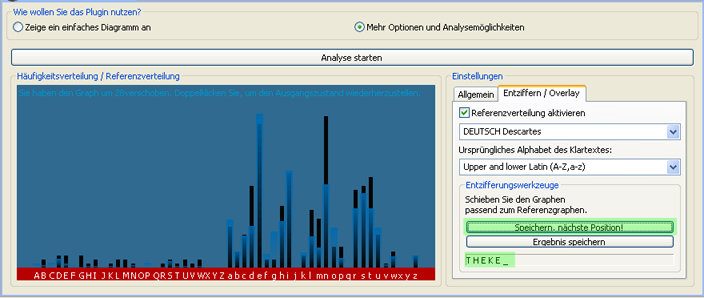 Wie wollen Sie das Plugin nutzen?
Zeige ein einfaches Diagramm an
Mehr Optionen und Analysemöglichkeiten
Analyse starten
Häufigkeitsverteilung / Referenzverteilung
Sie haben den Graph als Zifferverschoben. Doppelklicken Sie, um den Ausgangszustand wiederherzustellen.
A B C D E F G H I J K L M N O P Q R S T U V W X Y Z a b c d e f g h i j k l m n o p q r s t u v w x y z
Einstellungen
Allgemein
Entziffern / Overlay
Referenzverteilung aktivieren
DEUTSCH Descartes
Ursprüngliches Alphabet des Klartextes:
Upper and lower Latin (A-Z,a-z)
Entzifferungswerkzeuge
Schieben Sie den Graphen
passend zum Referenzgraphen.
Speichern, nächste Position!
Ergebnis speichern
T H E K E _